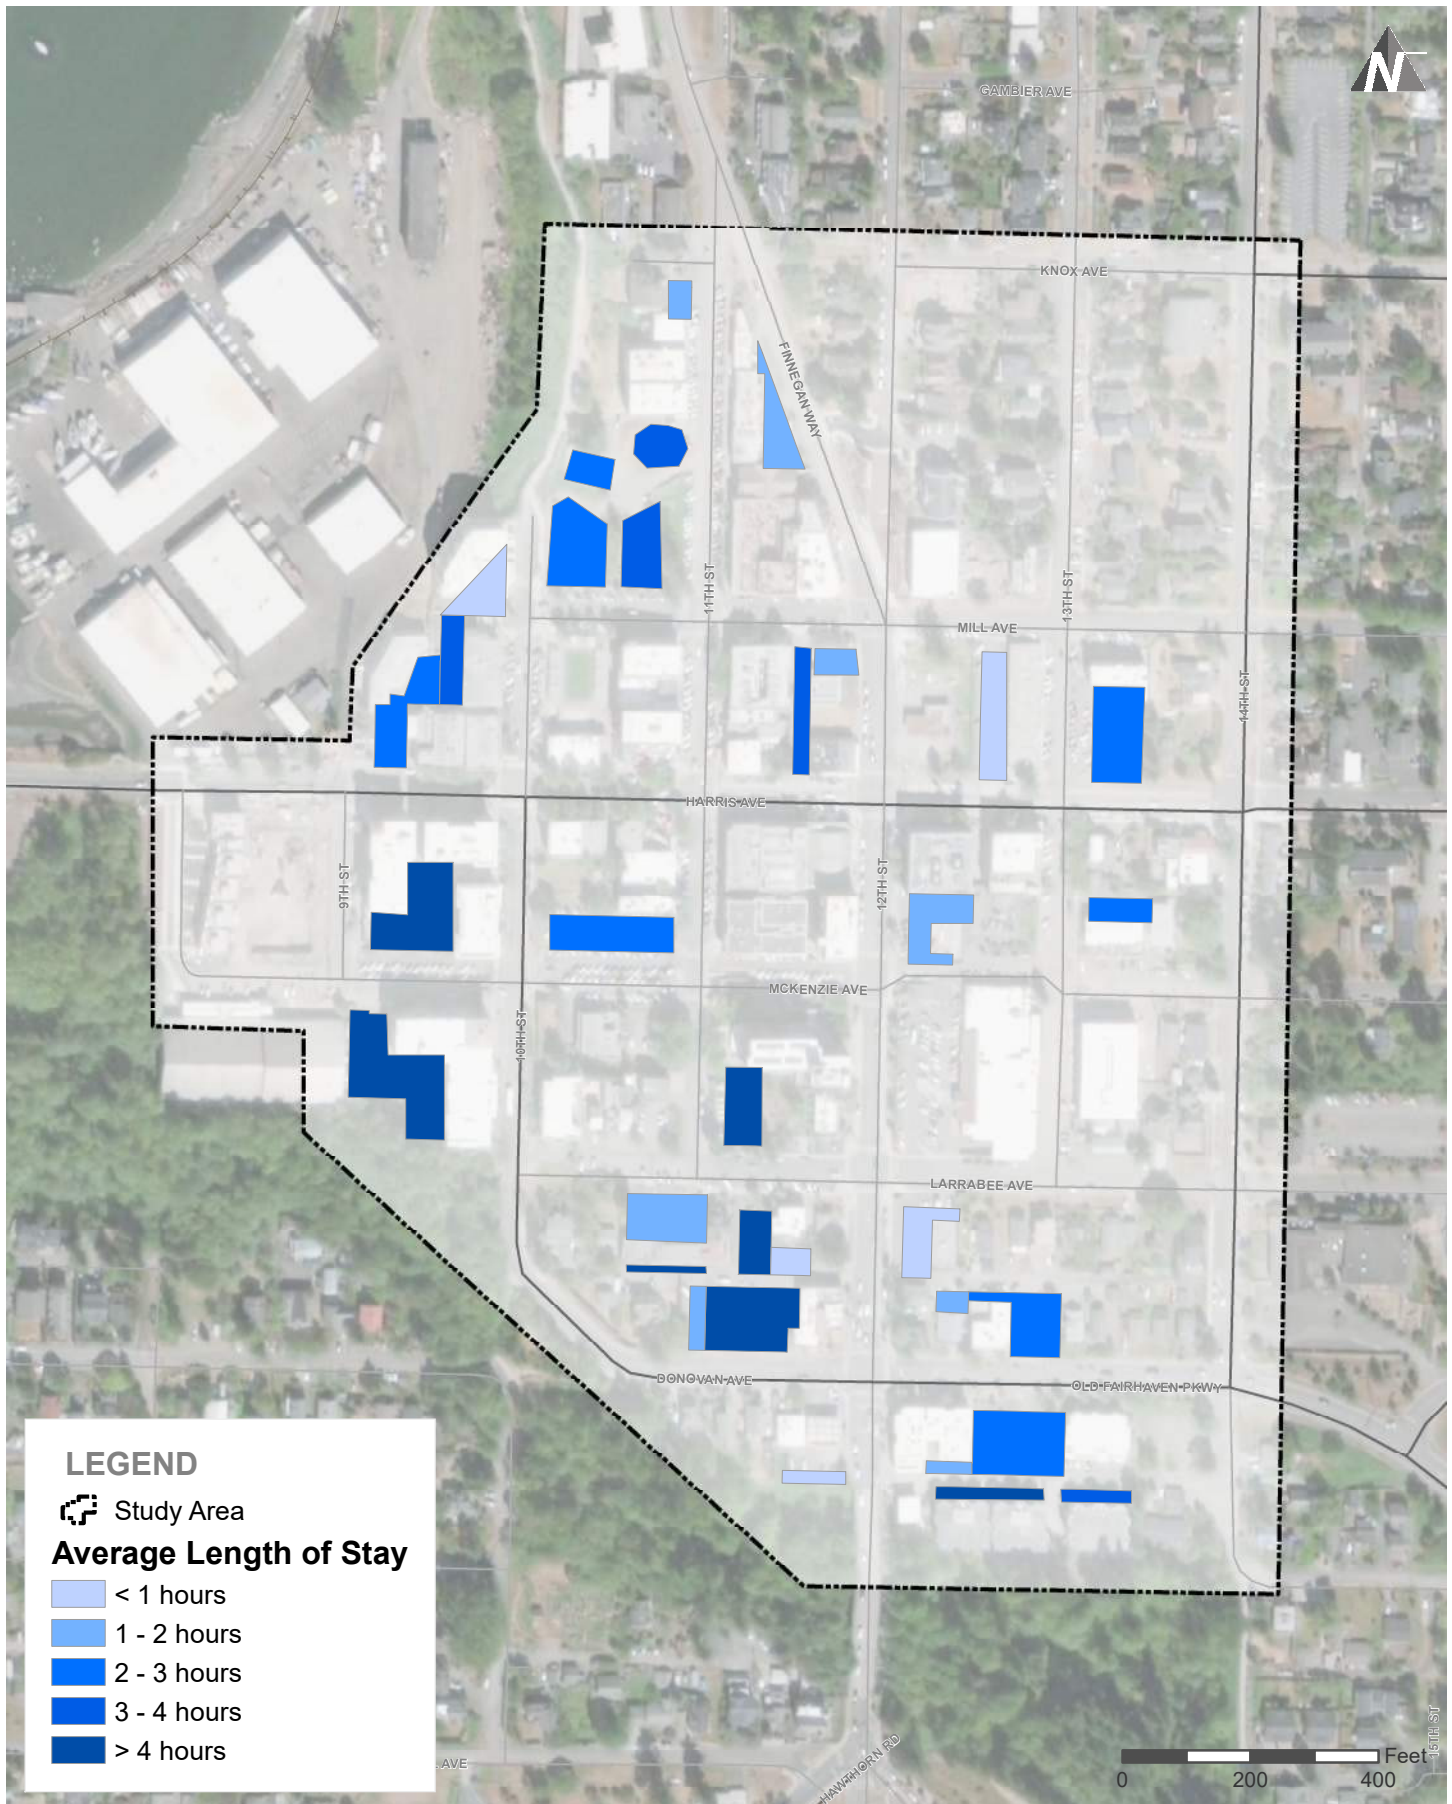 N
GAMBIER AVE
KNOX AVE
FINNEGAN WAY
11TH ST
13TH ST
MILL AVE
14TH ST
HARRIS AVE
9TH ST
12TH ST
MCKENZIE AVE
10TH ST
LARRABEE AVE
DONOVAN AVE
OLD FAIRHAVEN PKWY
LEGEND
Study Area
Average Length of Stay
< 1 hours
1 - 2 hours
2 - 3 hours
3 - 4 hours
> 4 hours
AVE
HAWTHORN RD
15TH ST
Feet
0 200 400